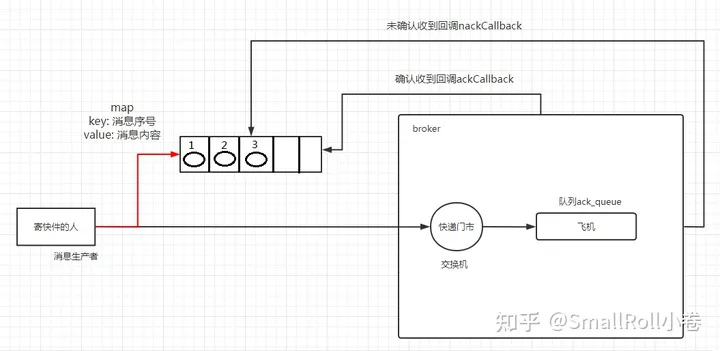 未确认收到回调nackCallback
确认收到回调ackCallback
map
key: 消息序号
value: 消息内容
1 2 3
broker
队列ack_queue
寄快件的人
快递门市
飞机
消息生产者
交换机
知乎 @SmallRoll小卷